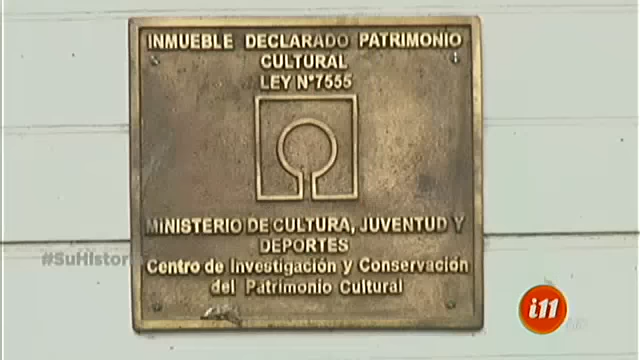 INMUEBLE DECLARADO PATRIMONIO
CULTURAL
LEY N°7555
MINISTERIO DE CULTURA, JUVENTUD Y
DEPORTES
Centro de Investigación y Conservación
del Patrimonio Cultural
#SuHistor
i11